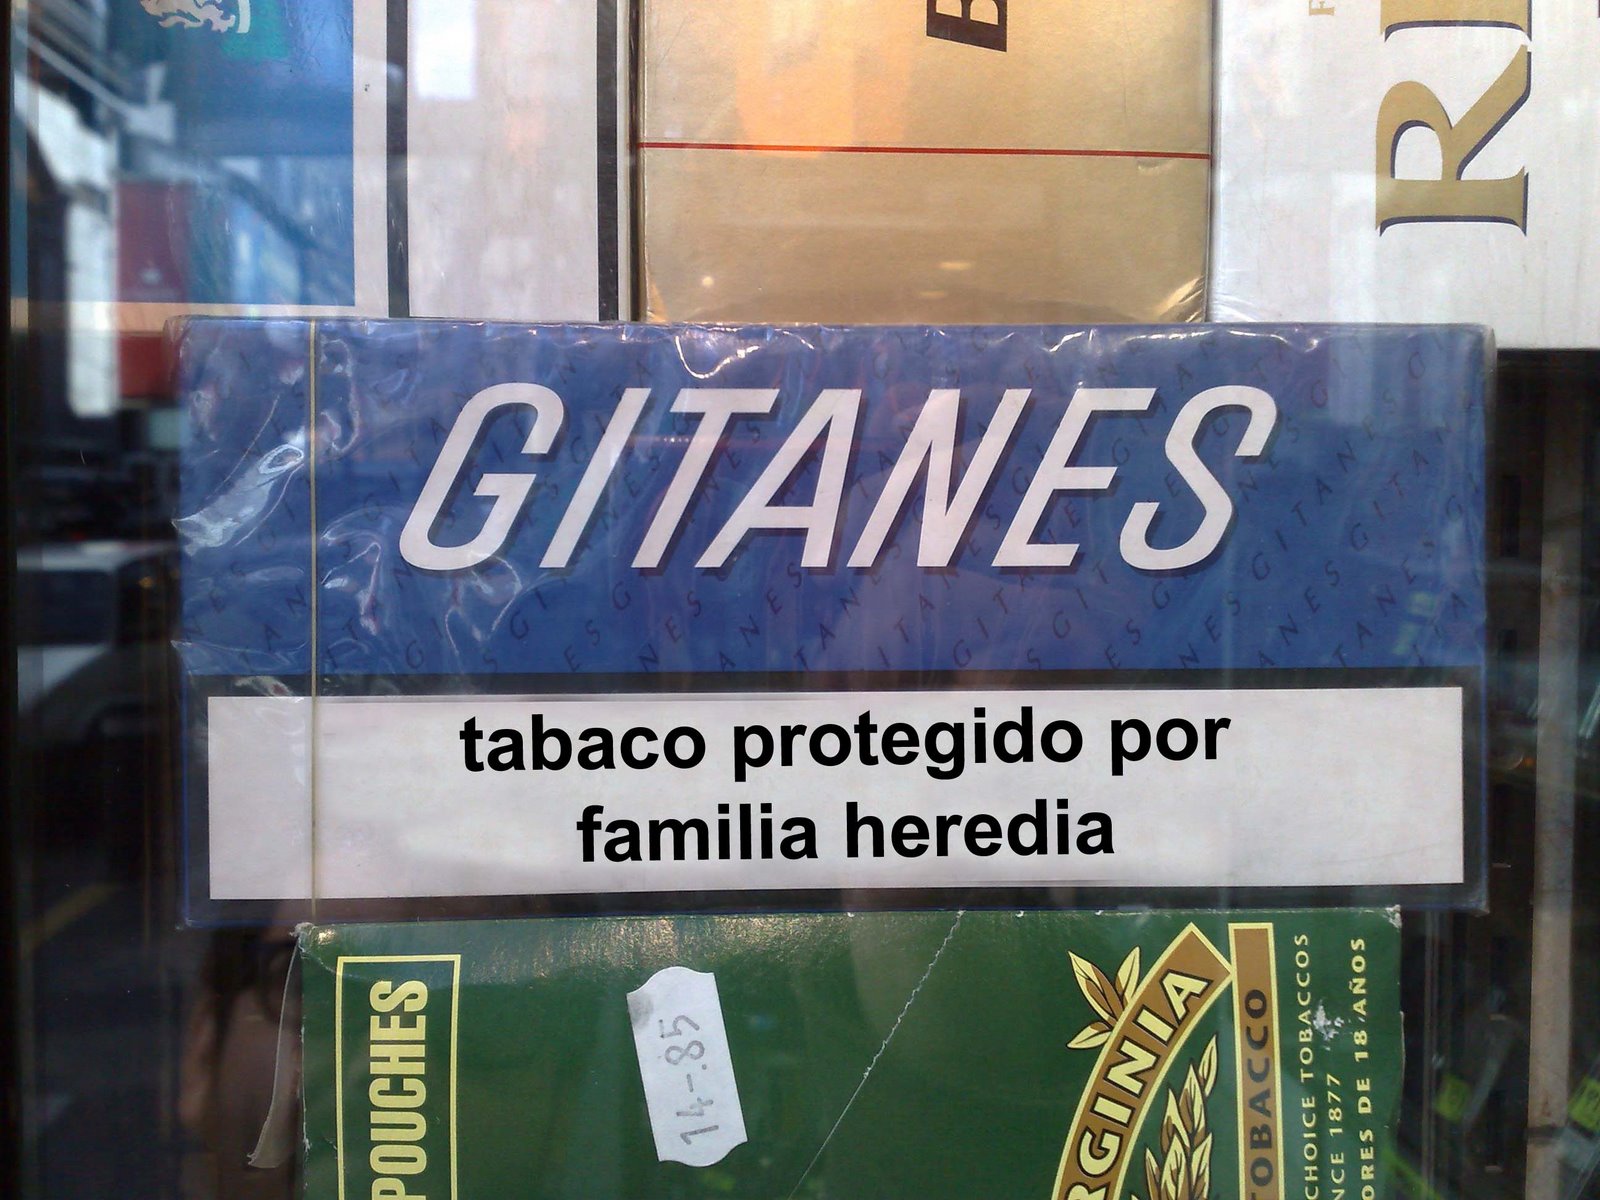 B
RI
F
GITANES
tabaco protegido por
familia heredia
POUCHES
14-.85
RGINIA
TOBACCO
CHOICE TOBACCOS
NCE 1877
ORES DE 18 AÑOS